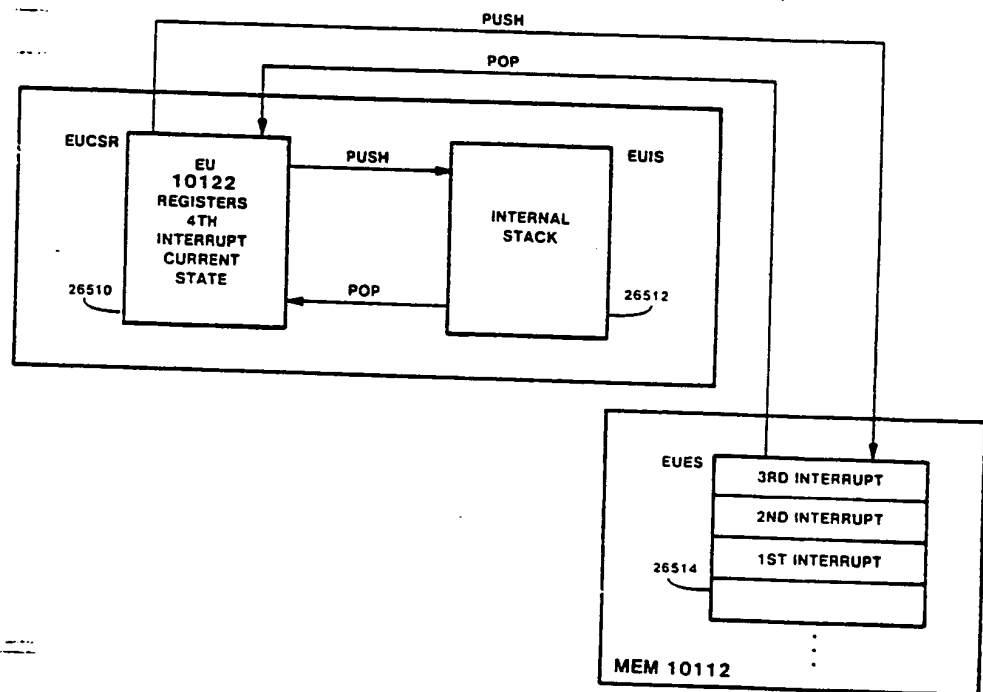 PUSH
POP
EUCSR
EU
10122
REGISTERS
4TH
INTERRUPT
CURRENT
STATE
26510
PUSH
POP
EUIS
INTERNAL
STACK
26512
EUES
3RD INTERRUPT
2ND INTERRUPT
1ST INTERRUPT
26514
MEM 10112